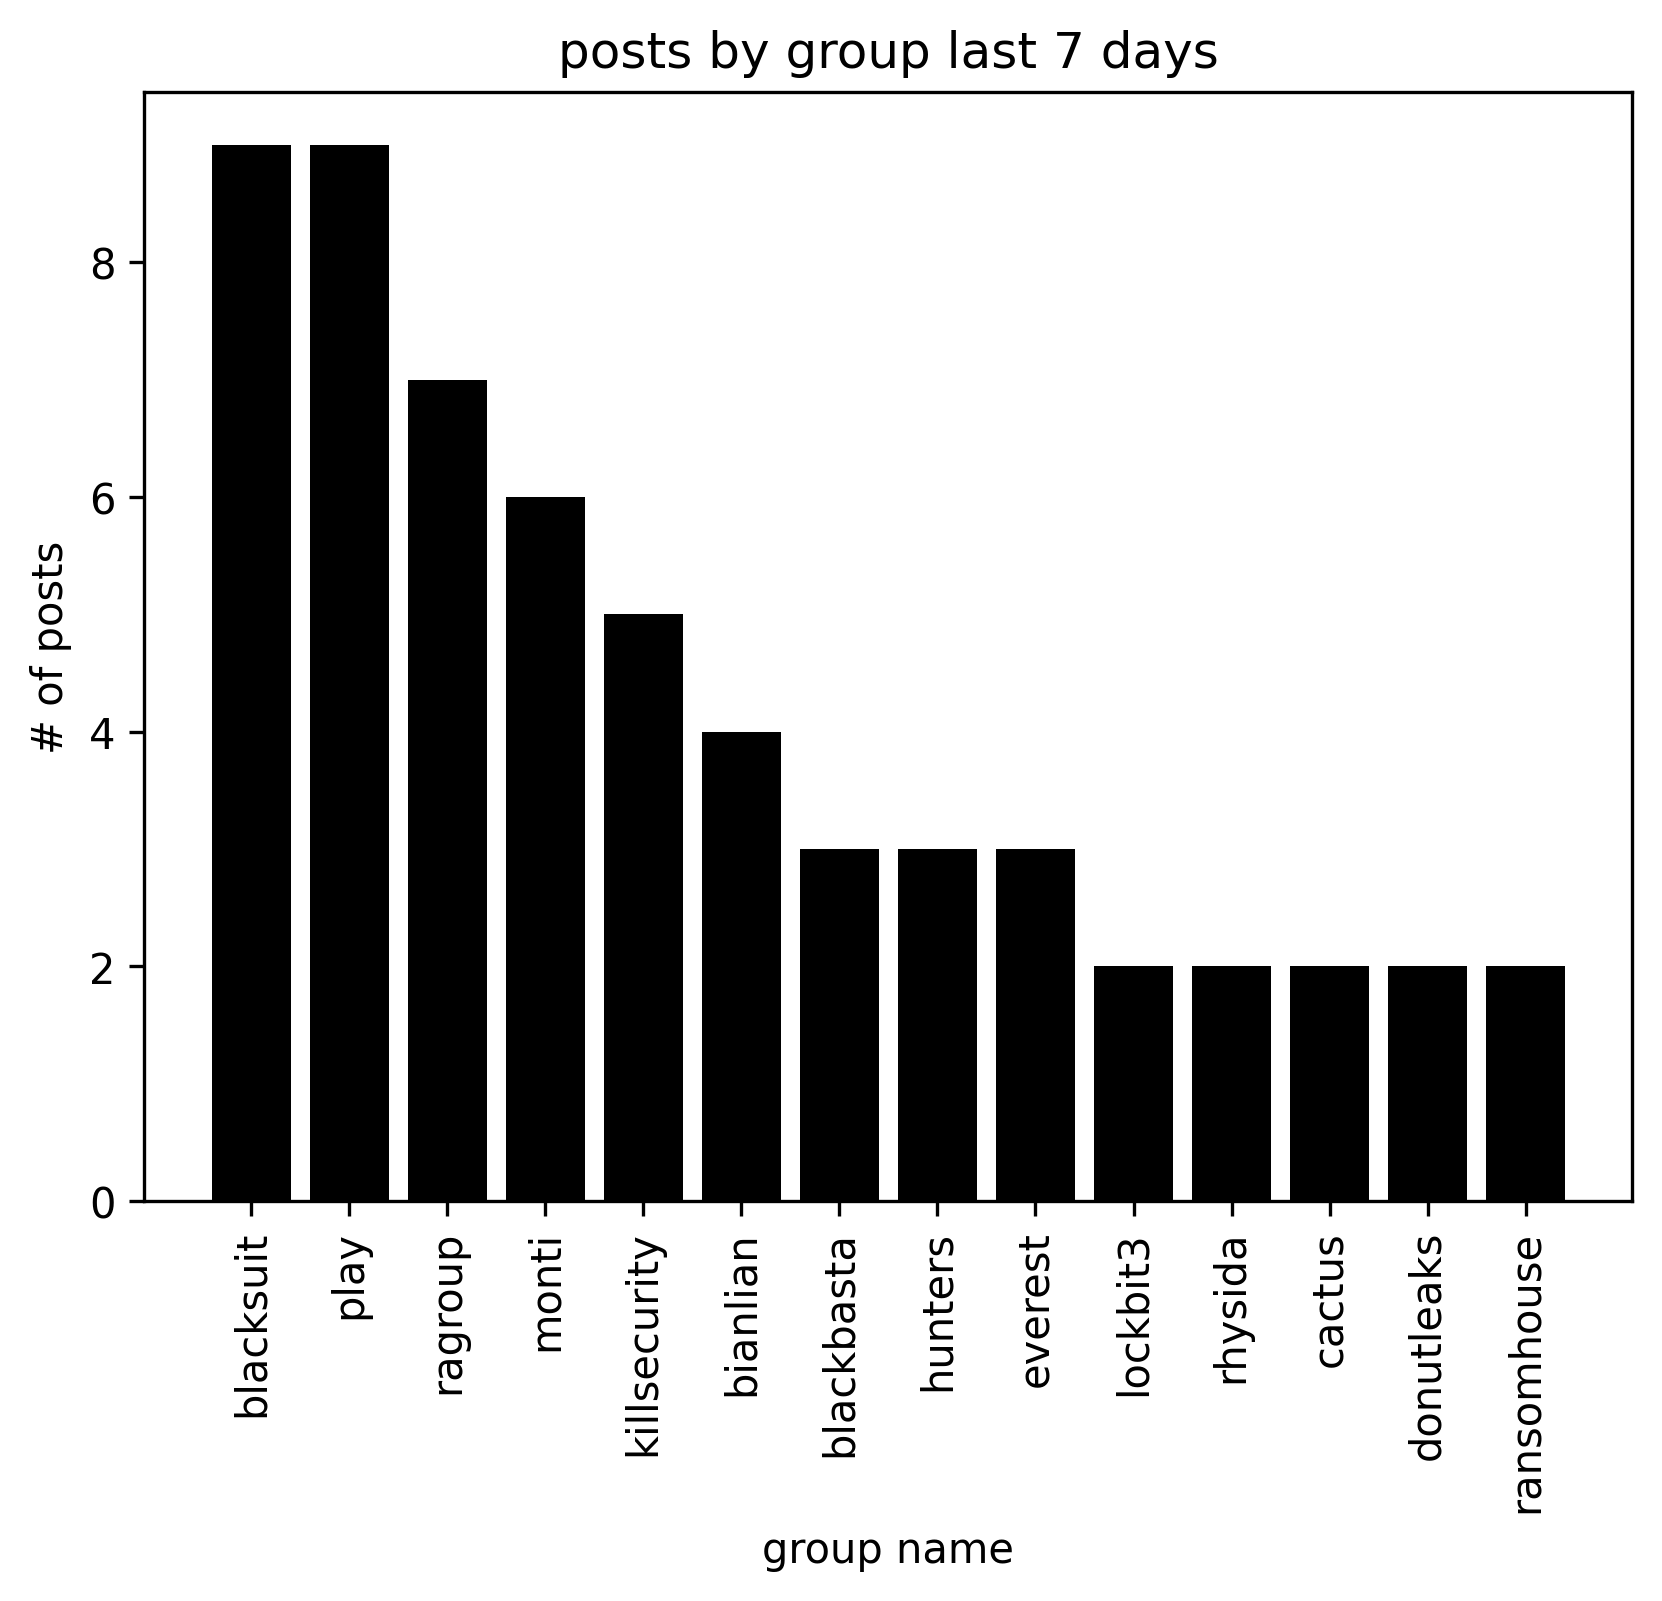 posts by group last 7 days
# of posts
8
6
4
2
0
blacksuit
play
ragroup
monti
killsecurity
bianlian
blackbasta
hunters
everest
lockbit3
rhysida
cactus
donutleaks
ransomhouse
group name